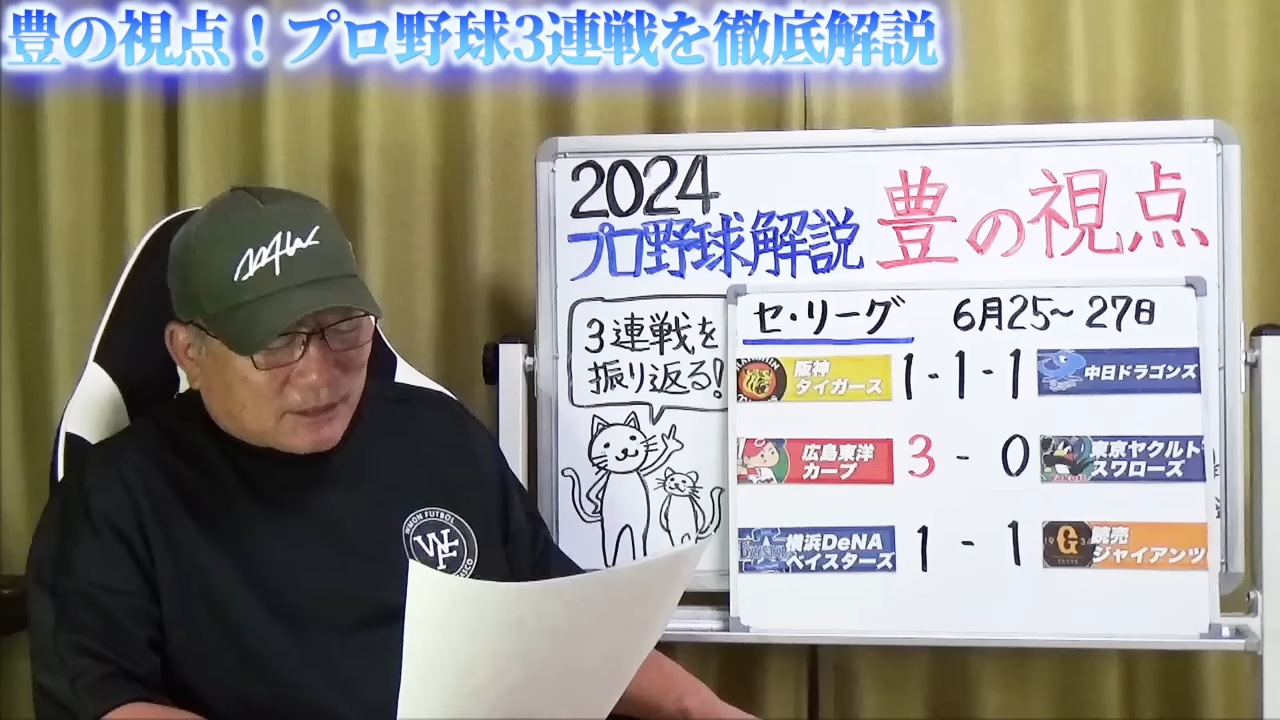 豊の視点！プロ野球3連戦を徹底解説
2024
プロ野球解説 豊の視点
3連戦を
振り返る！
セ・リーグ 6月25～27日
阪神
タイガース
1-1-1
中日ドラゴンズ
広島東洋
カープ
3-0
東京ヤクルト
スワローズ
横浜DeNA
ベイスターズ
1-1
読売
ジャイアンツ